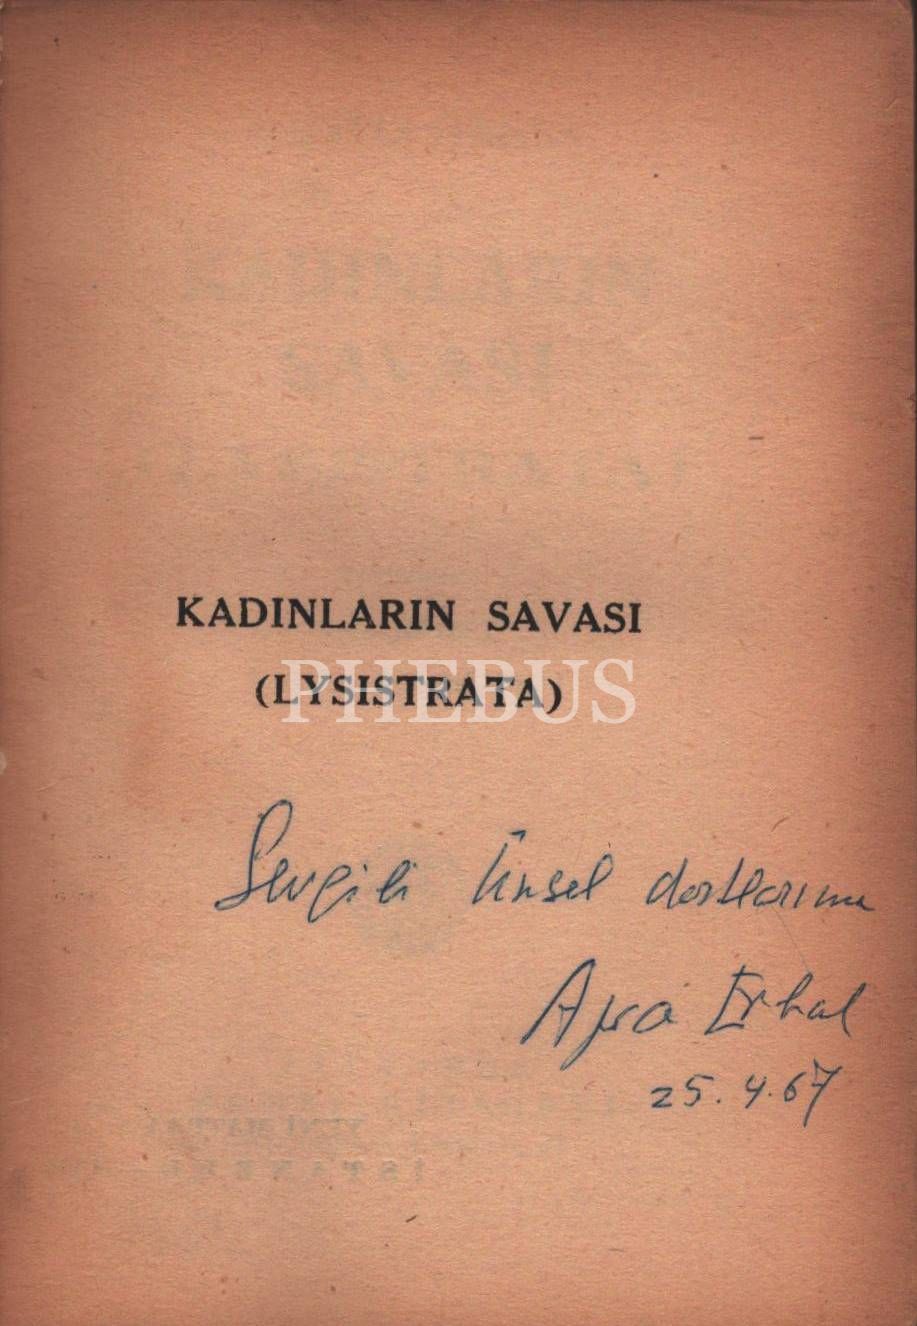 KADINLARIN SAVASI
(LYSISTRATA)
PHEBUS
Sevgili Ünsel dostlarıma
Azra Erhat
25.4.67